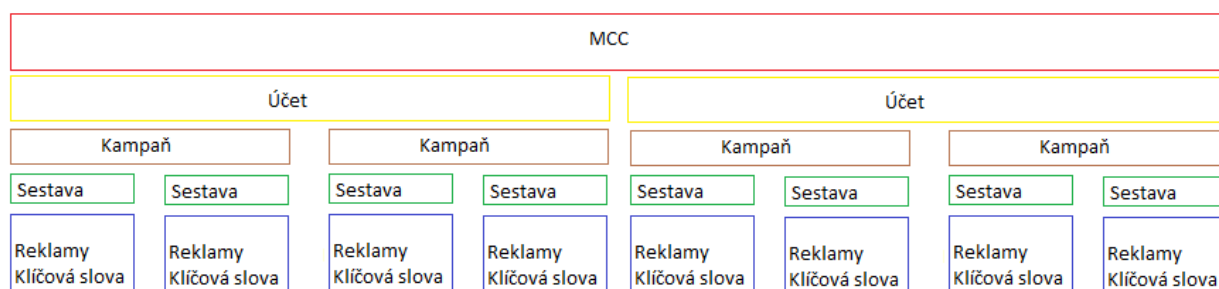 MCC
Účet Účet
Kampaň Kampaň Kampaň Kampaň
Sestava Sestava Sestava Sestava Sestava Sestava Sestava Sestava
Reklamy Reklamy Reklamy Reklamy Reklamy Reklamy Reklamy Reklamy
Klíčová slova Klíčová slova Klíčová slova Klíčová slova Klíčová slova Klíčová slova Klíčová slova Klíčová slova